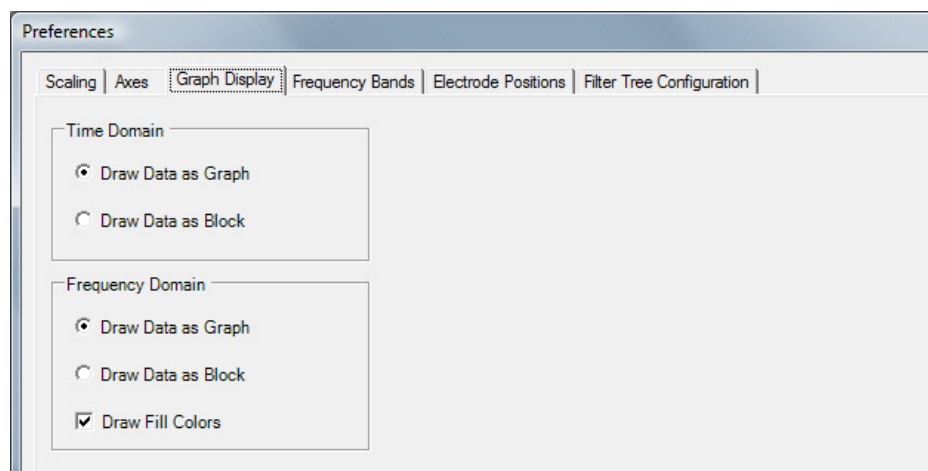 Preferences
Scaling Axes Graph Display Frequency Bands Electrode Positions Filter Tree Configuration
Time Domain
Draw Data as Graph
Draw Data as Block
Frequency Domain
Draw Data as Graph
Draw Data as Block
Draw Fill Colors